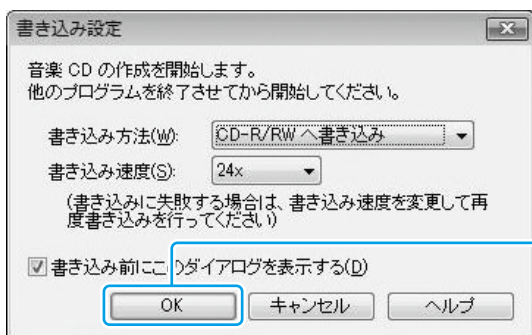 書き込み設定
音楽 CD の作成を開始します。
他のプログラムを終了させてから開始してください。
書き込み方法(W): CD-R/RW へ書き込み
書き込み速度(S): 24x
(書き込みに失敗する場合は、書き込み速度を変更して再
度書き込みを行ってください)
書き込み前にこのダイアログを表示する(D)
OK キャンセル ヘルプ